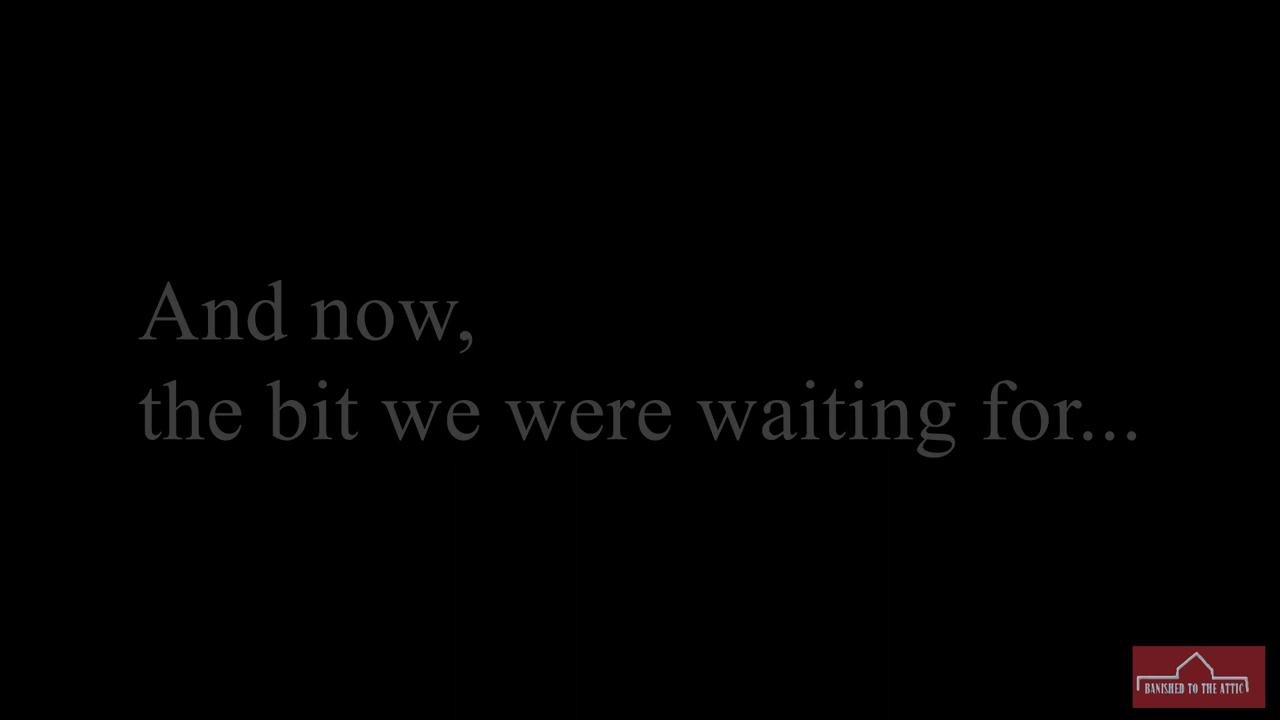 And now,
the bit we were waiting for...
BANISHED TO THE ATTIC